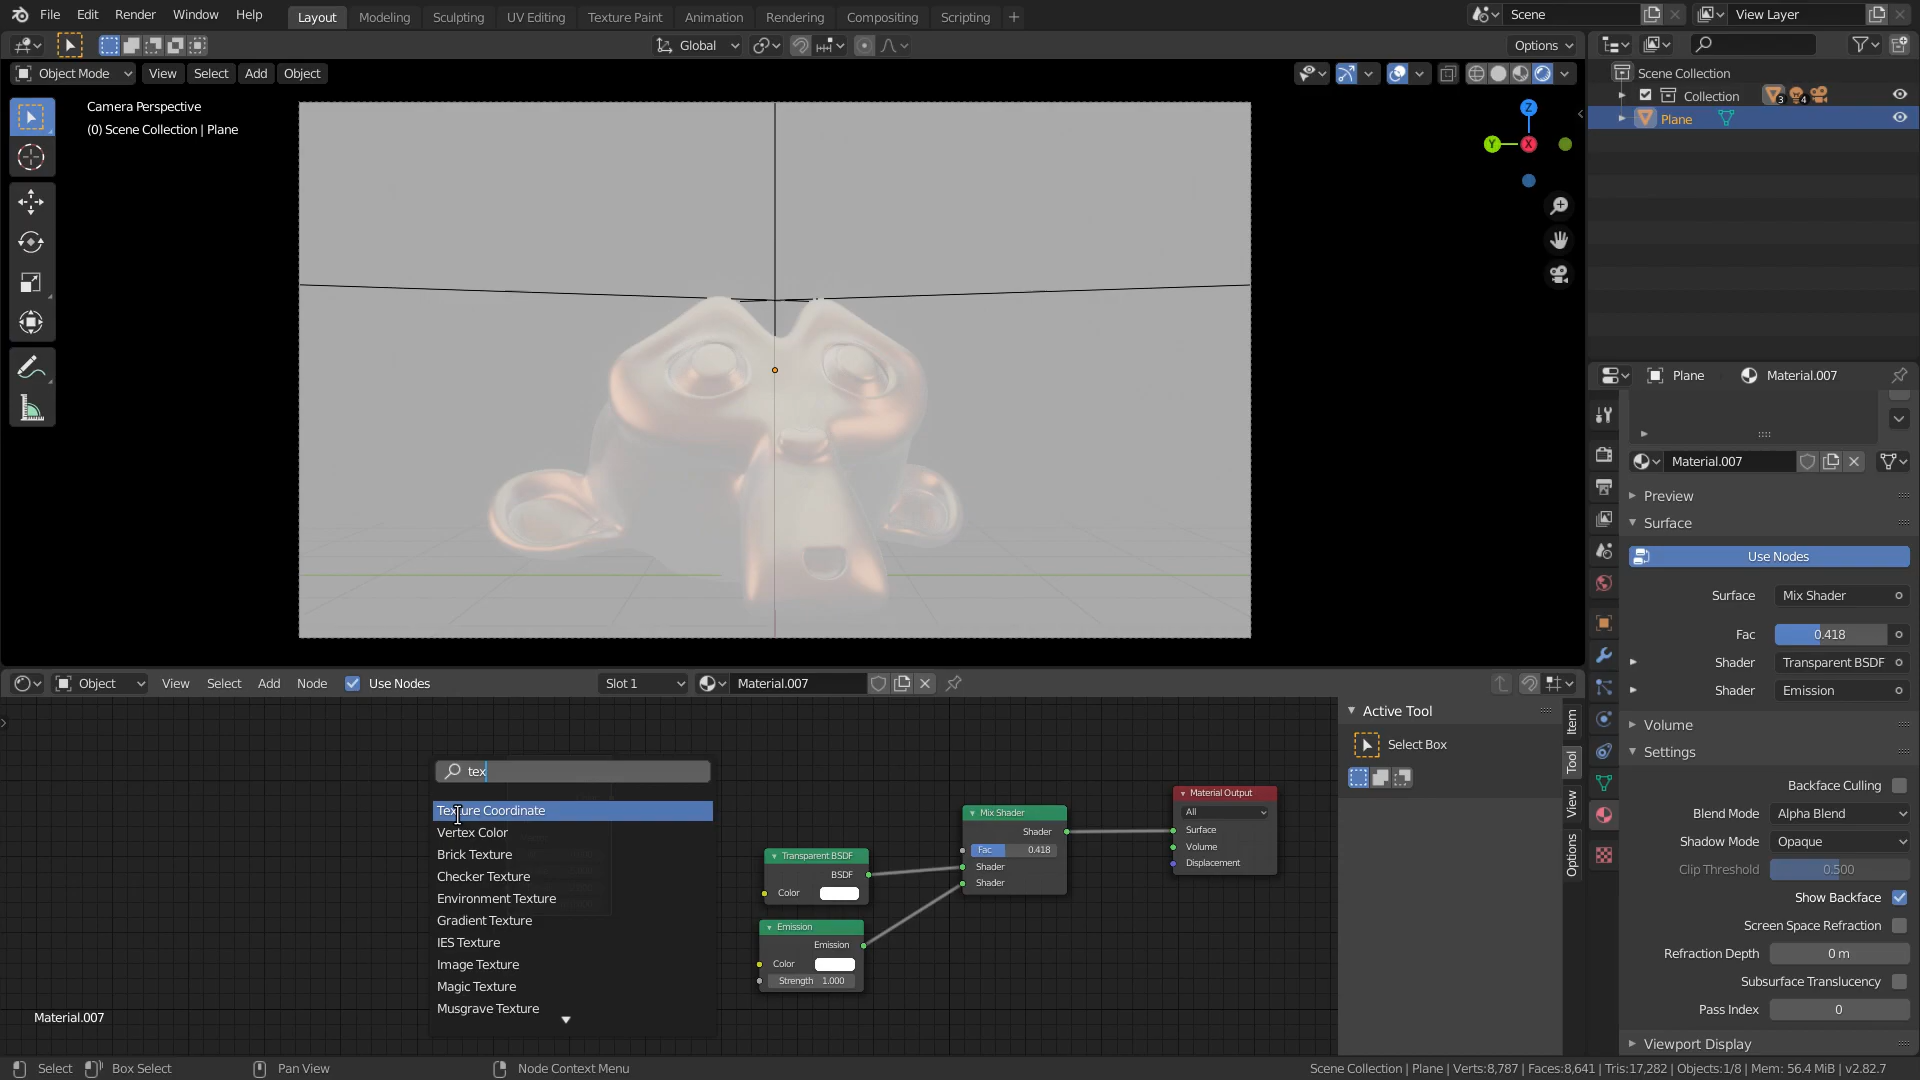 File Edit Render Window Help Layout Modeling Sculpting UV Editing Texture Paint Animation Rendering Compositing Scripting Scene View Layer
Global Options
Object Mode View Select Add Object
Camera Perspective
(0) Scene Collection | Plane
Z
Y X
Scene Collection
Collection 3 4
Plane
Plane Material.007
Material.007
Preview
Surface
Use Nodes
Surface Mix Shader
Fac 0.418
Shader Transparent BSDF
Shader Emission
Volume
Settings
Backface Culling
Blend Mode Alpha Blend
Shadow Mode Opaque
Clip Threshold 0.500
Show Backface
Screen Space Refraction
Refraction Depth 0 m
Subsurface Translucency
Pass Index 0
Viewport Display
Object View Select Add Node Use Nodes Slot 1 Material.007
tex
Texture Coordinate
Vertex Color
Brick Texture
Checker Texture
Environment Texture
Gradient Texture
IES Texture
Image Texture
Magic Texture
Musgrave Texture
Transparent BSDF
BSDF
Color
Emission
Emission
Color
Strength 1.000
Mix Shader
Shader
Fac 0.418
Shader
Shader
Material Output
All
Surface
Volume
Displacement
Active Tool
Select Box
Item
Tool
View
Options
Material.007
Select Box Select Pan View Node Context Menu Scene Collection | Plane | Verts:8,787 | Faces:8,641 | Tris:17,282 | Objects:1/8 | Mem: 56.4 MiB | v2.82.7